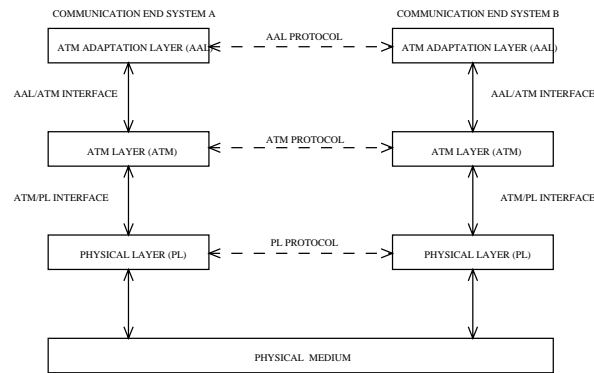 COMMUNICATION END SYSTEM A
COMMUNICATION END SYSTEM B
AAL PROTOCOL
ATM ADAPTATION LAYER (AAL)
ATM ADAPTATION LAYER (AAL)
AAL/ATM INTERFACE
AAL/ATM INTERFACE
ATM PROTOCOL
ATM LAYER (ATM)
ATM LAYER (ATM)
ATM/PL INTERFACE
ATM/PL INTERFACE
PL PROTOCOL
PHYSICAL LAYER (PL)
PHYSICAL LAYER (PL)
PHYSICAL MEDIUM